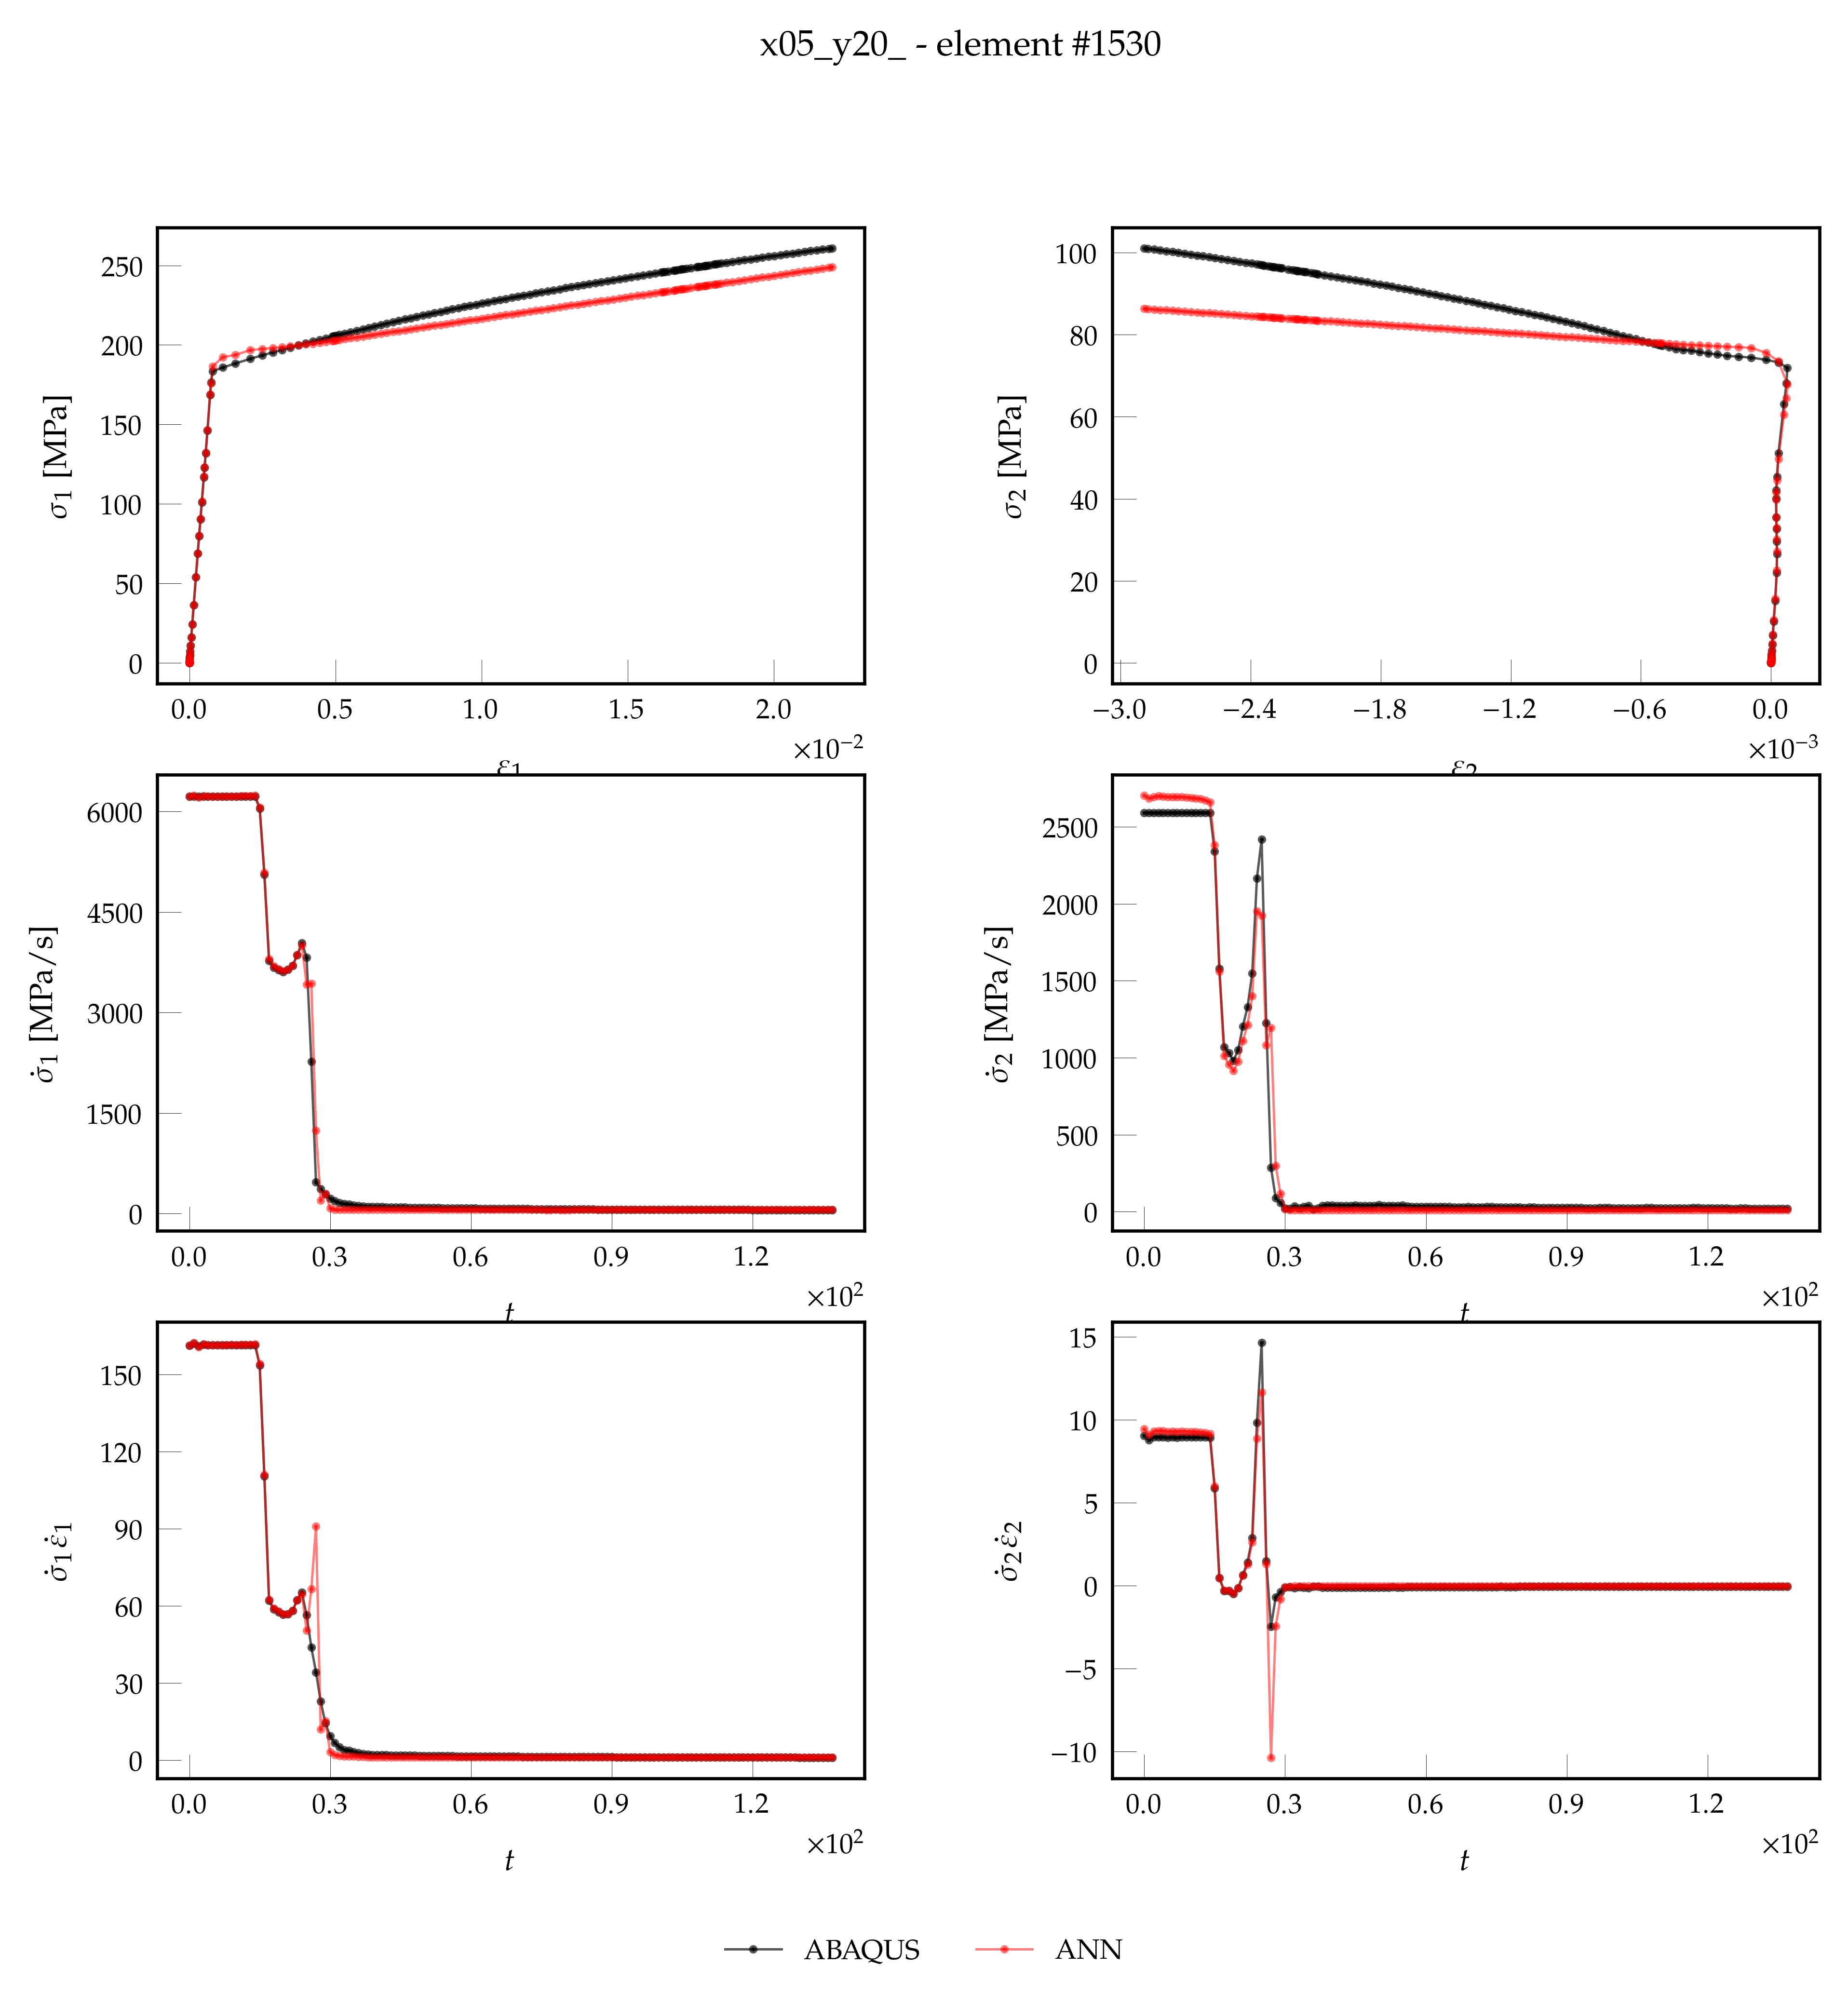 x05_y20_ - element #1530
σ1 [MPa]
250
200
150
100
50
0
0.0 0.5 1.0 1.5 2.0
×10−2
ε1
σ2 [MPa]
100
80
60
40
20
0
−3.0 −2.4 −1.8 −1.2 −0.6 0.0
×10−3
ε2
σ̇1 [MPa/s]
6000
4500
3000
1500
0
0.0 0.3 0.6 0.9 1.2
×10²
t
σ̇2 [MPa/s]
2500
2000
1500
1000
500
0
0.0 0.3 0.6 0.9 1.2
×10²
t
σ̇1ε̇1
150
120
90
60
30
0
0.0 0.3 0.6 0.9 1.2
×10²
t
σ̇2ε̇2
15
10
5
0
−5
−10
0.0 0.3 0.6 0.9 1.2
×10²
t
ABAQUS ANN